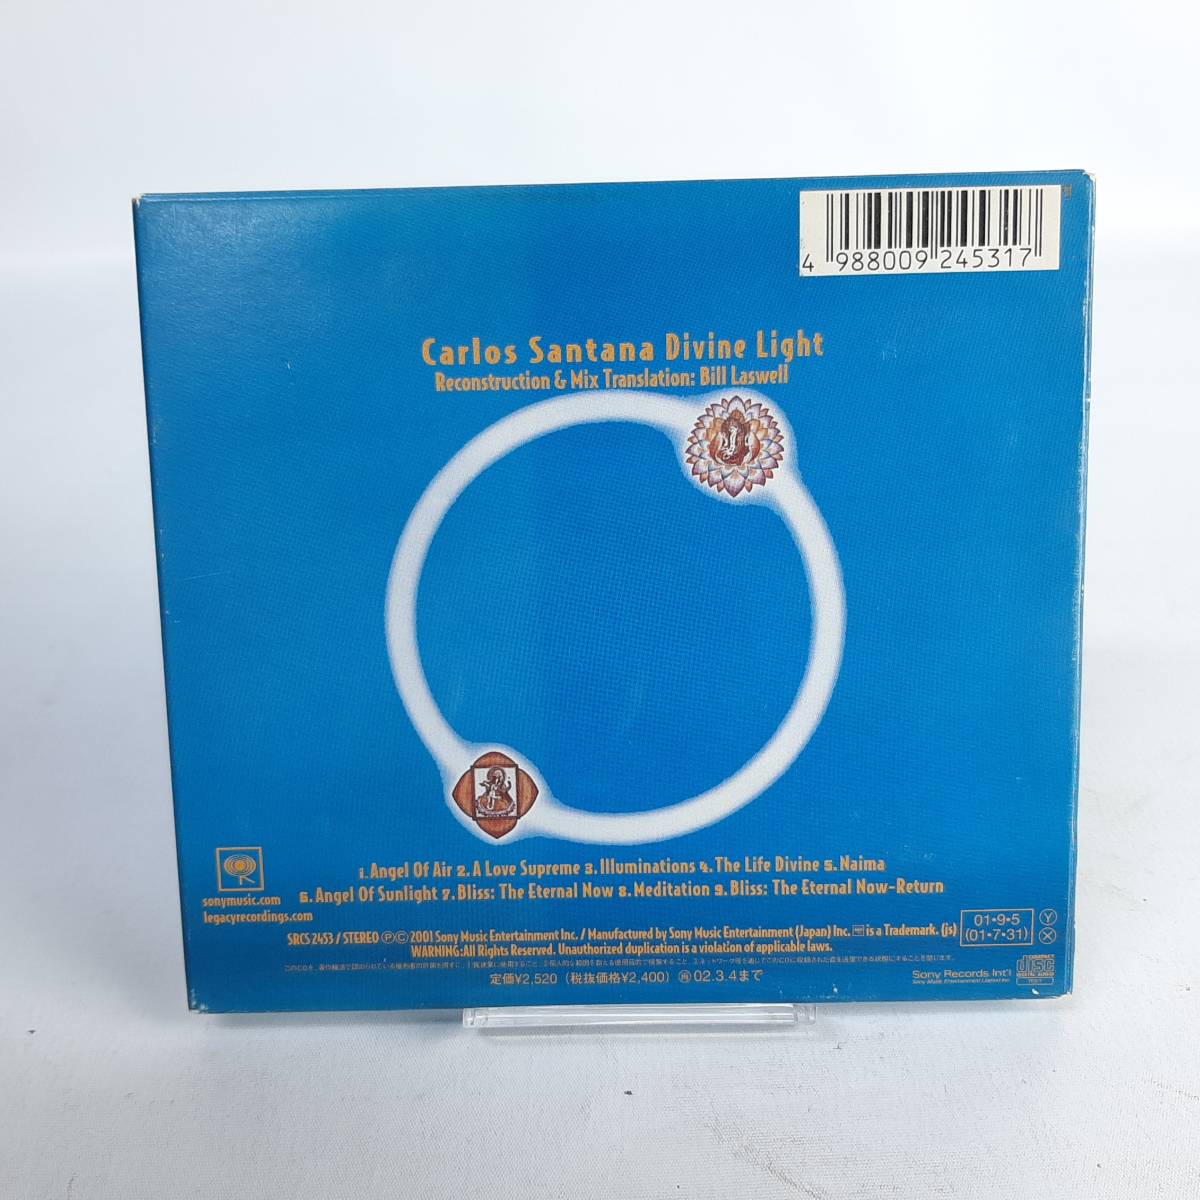 4 988009 245317
Carlos Santana Divine Light
Reconstruction & Mix Translation: Bill Laswell
1. Angel Of Air 2. A Love Supreme 3. Illuminations 4. The Life Divine 5. Naima
6. Angel Of Sunlight 7. Bliss: The Eternal Now 8. Meditation 9. Bliss: The Eternal Now-Return
sonymusic.com
legacyrecordings.com
SRCS 2453 / STEREO ℗© 2001 Sony Music Entertainment Inc. / Manufactured by Sony Music Entertainment (Japan) Inc. is a Trademark. (js)
WARNING: All Rights Reserved. Unauthorized duplication is a violation of applicable laws.
定価¥2,520 (税抜価格¥2,400) 再 02.3.4まで
01・9・5
(01・7・31)
Y
X
Sony Records Int'l
COMPACT
disc
DIGITAL AUDIO